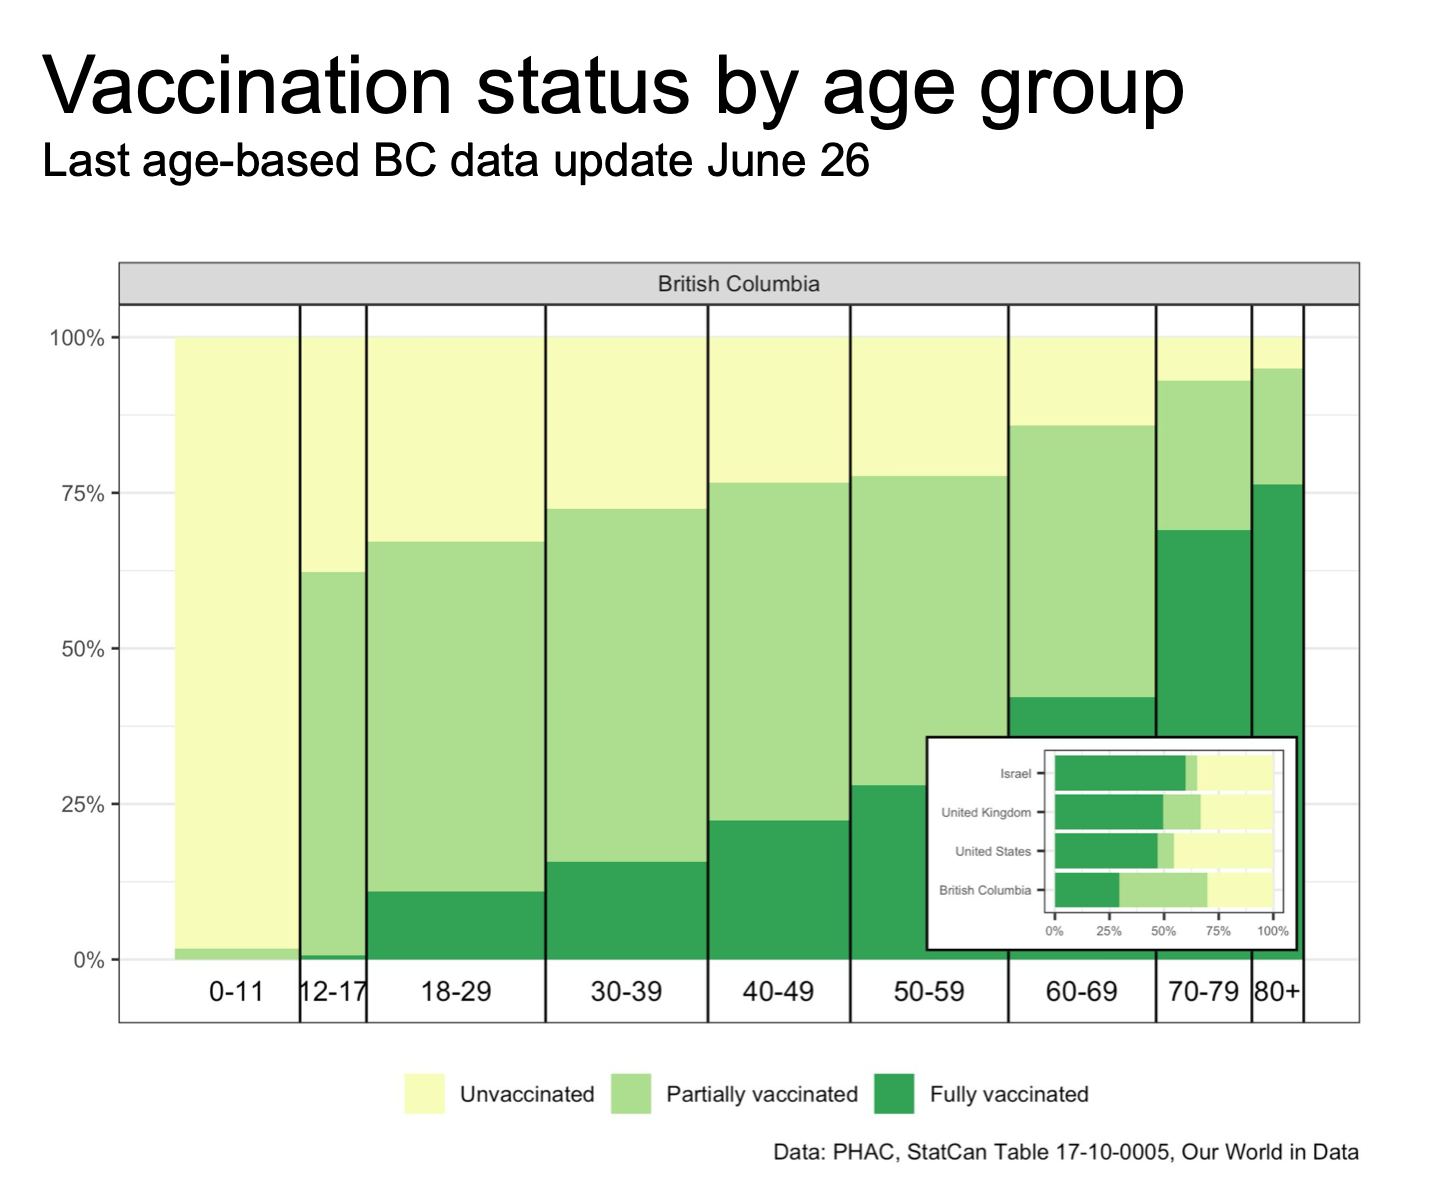 Vaccination status by age group
Last age-based BC data update June 26
British Columbia
100%
75%
50%
25%
0%
Israel
United Kingdom
United States
British Columbia
0% 25% 50% 75% 100%
0-11 12-17 18-29 30-39 40-49 50-59 60-69 70-79 80+
Unvaccinated Partially vaccinated Fully vaccinated
Data: PHAC, StatCan Table 17-10-0005, Our World in Data